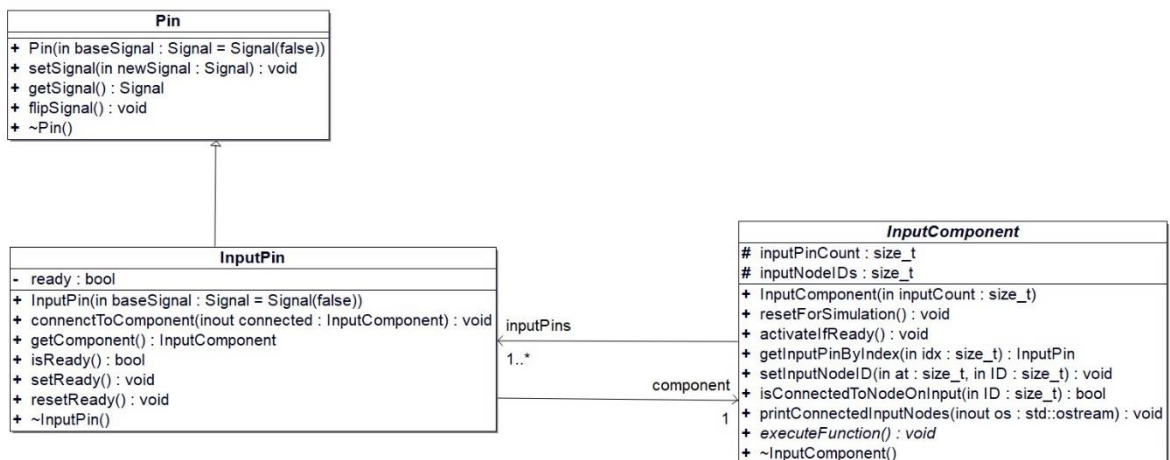 Pin
+ Pin(in baseSignal : Signal = Signal(false))
+ setSignal(in newSignal : Signal) : void
+ getSignal() : Signal
+ flipSignal() : void
+ ~Pin()
InputPin
- ready : bool
+ InputPin(in baseSignal : Signal = Signal(false))
+ connenctToComponent(inout connected : InputComponent) : void
+ getComponent() : InputComponent
+ isReady() : bool
+ setReady() : void
+ resetReady() : void
+ ~InputPin()
inputPins
1..*
component
1
InputComponent
# inputPinCount : size_t
# inputNodeIDs : size_t
+ InputComponent(in inputCount : size_t)
+ resetForSimulation() : void
+ activateIfReady() : void
+ getInputPinByIndex(in idx : size_t) : InputPin
+ setInputNodeID(in at : size_t, in ID : size_t) : void
+ isConnectedToNodeOnInput(in ID : size_t) : bool
+ printConnectedInputNodes(inout os : std::ostream) : void
+ executeFunction() : void
+ ~InputComponent()